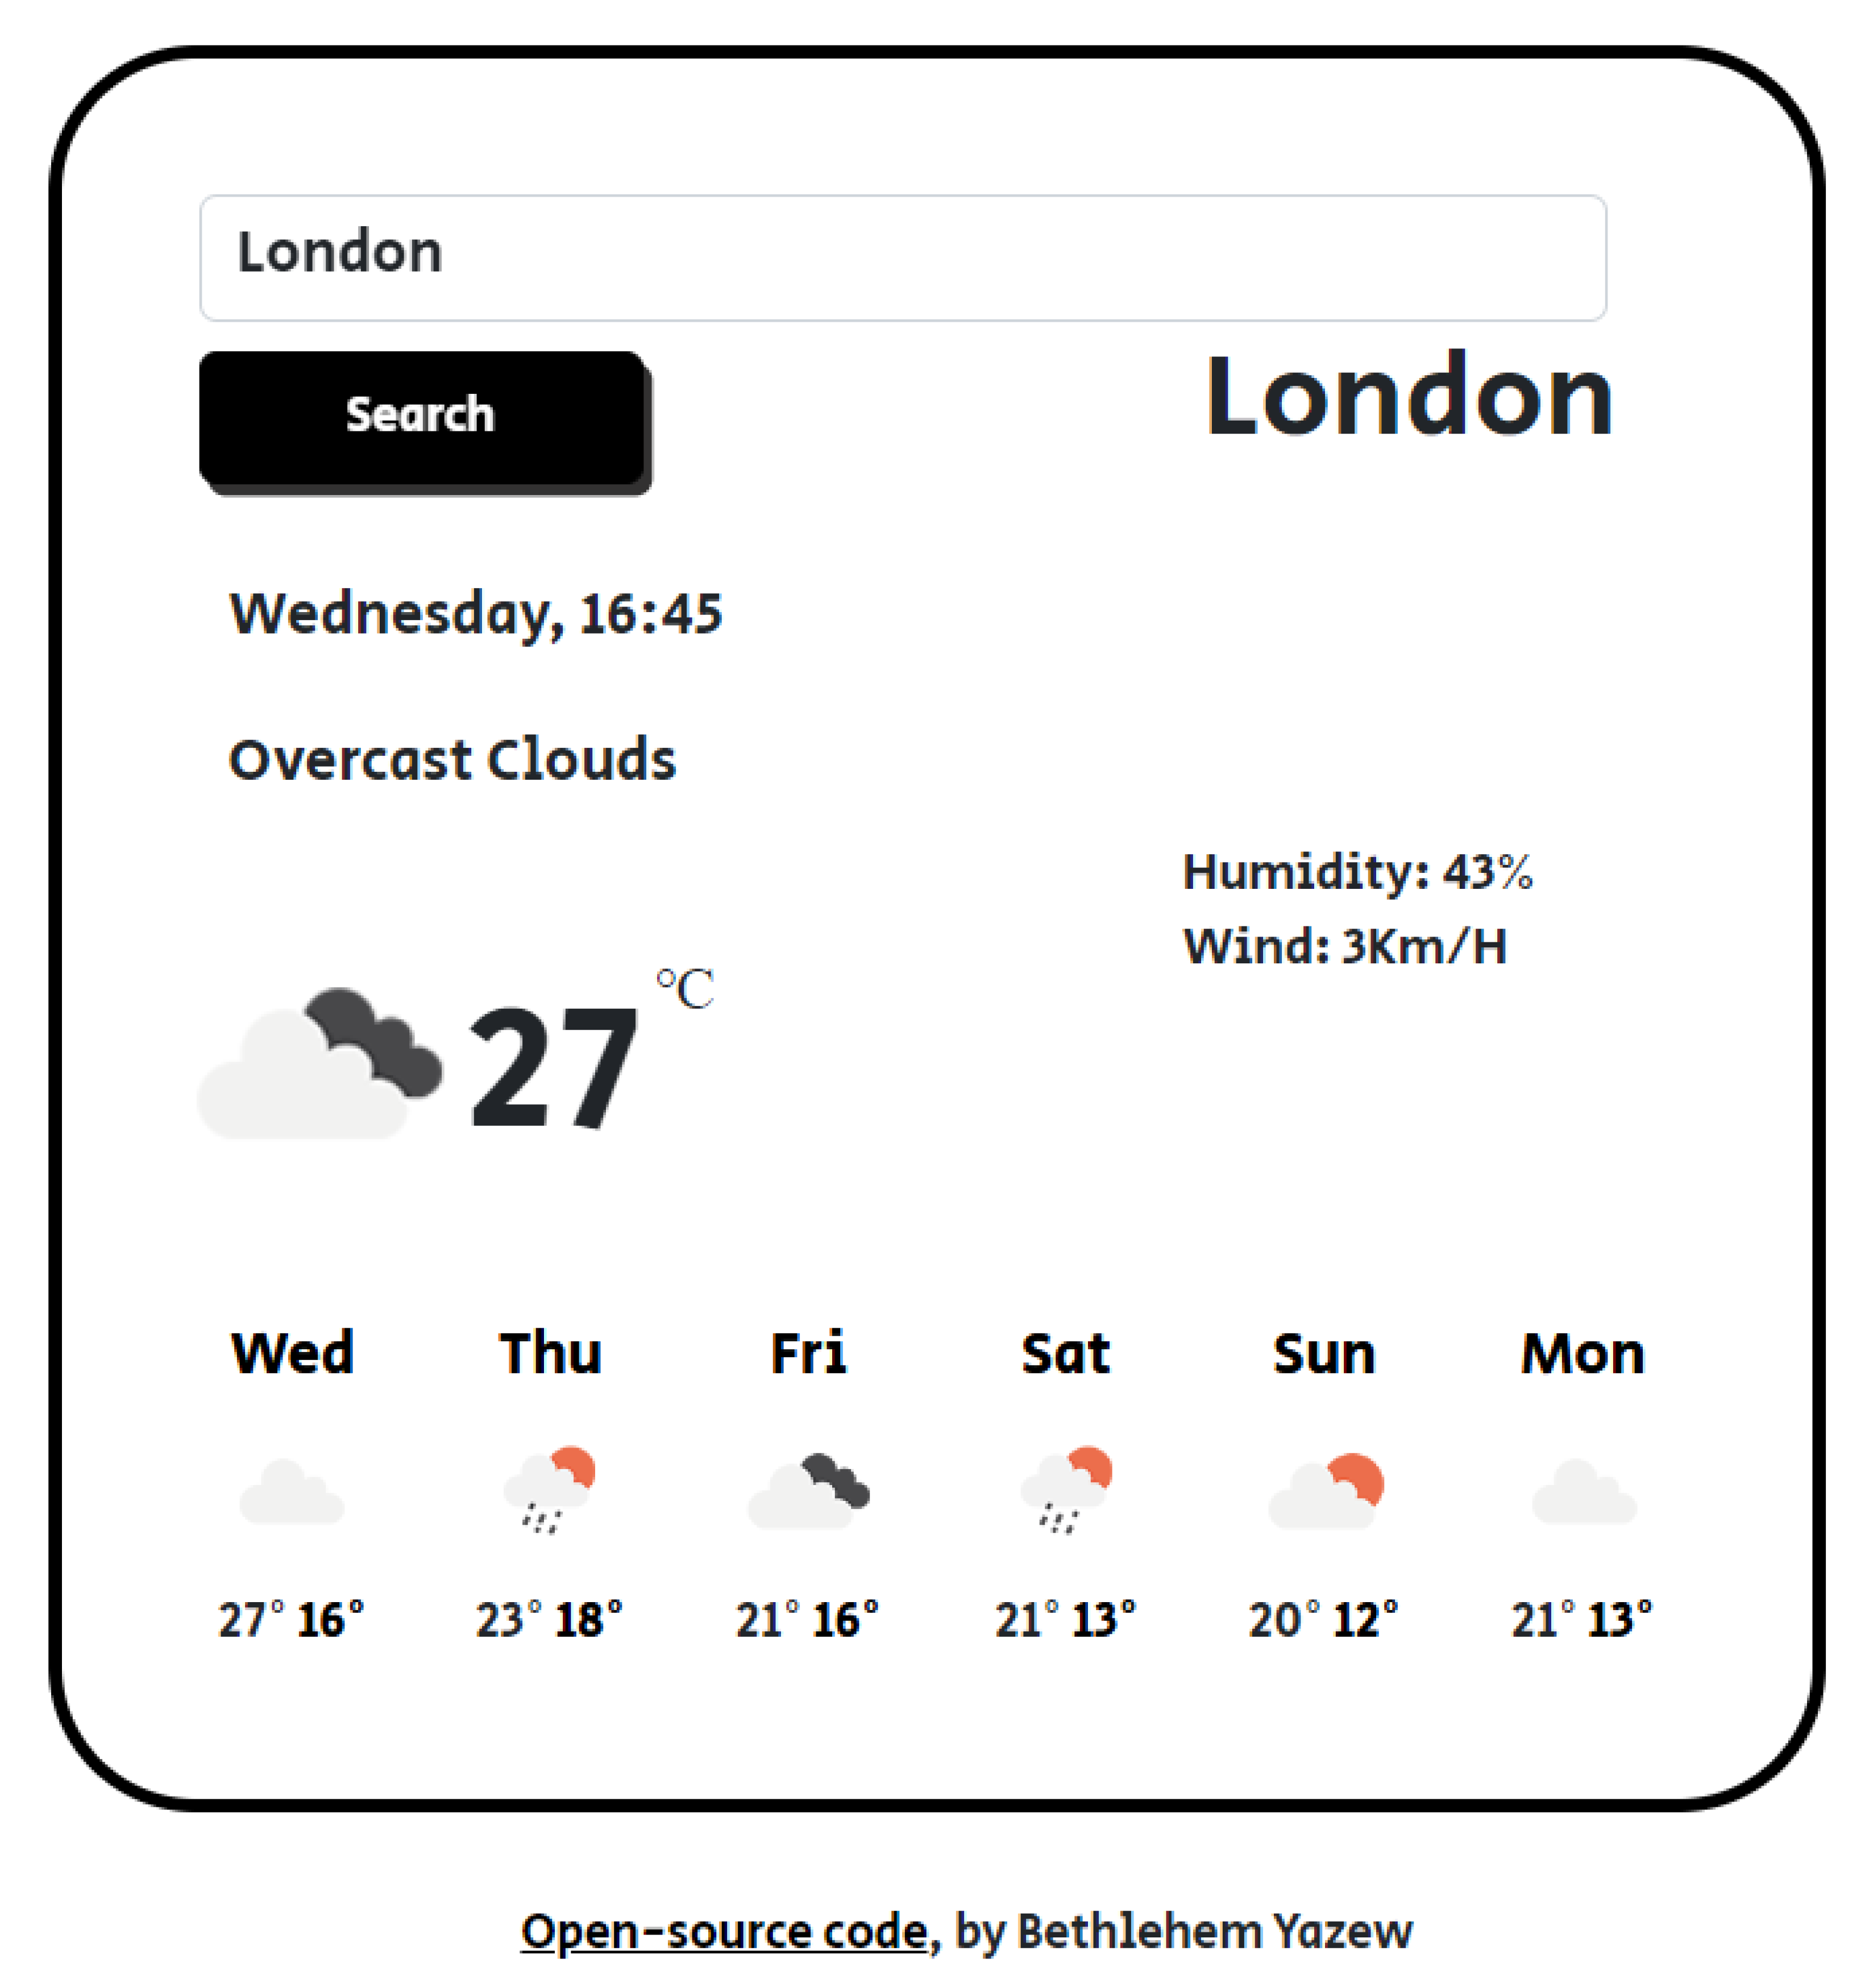 London
Search
London
Wednesday, 16:45
Overcast Clouds
Humidity: 43%
Wind: 3Km/H
27 °C
Wed Thu Fri Sat Sun Mon
27° 16° 23° 18° 21° 16° 21° 13° 20° 12° 21° 13°
Open-source code, by Bethlehem Yazew